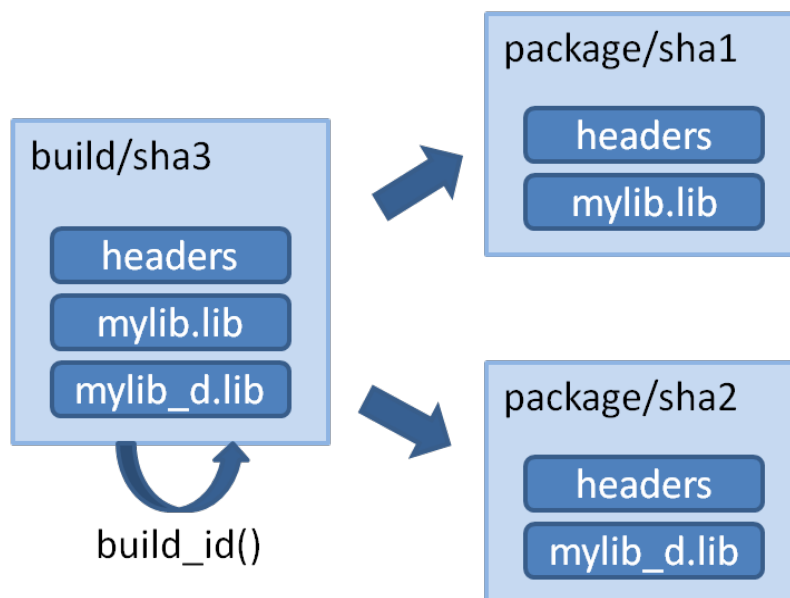 build/sha3
headers
mylib.lib
mylib_d.lib
build_id()
package/sha1
headers
mylib.lib
package/sha2
headers
mylib_d.lib